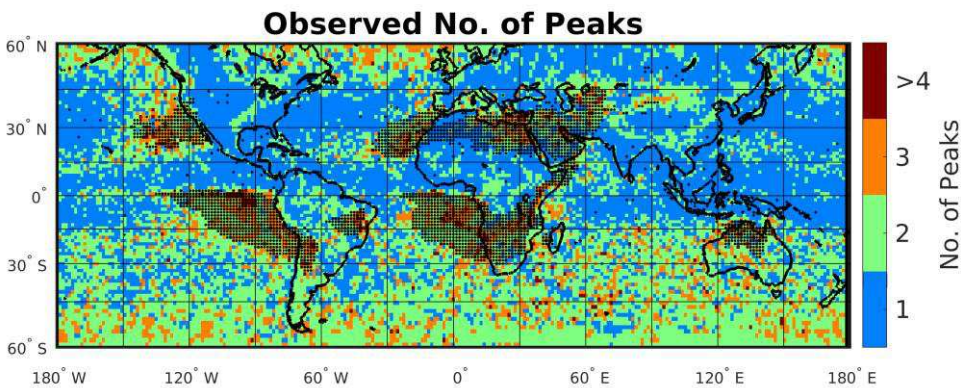 Observed No. of Peaks
60° N
30° N
0°
30° S
60° S
180° W
120° W
60° W
0°
60° E
120° E
180° E
>4
3
2
1
No. of Peaks